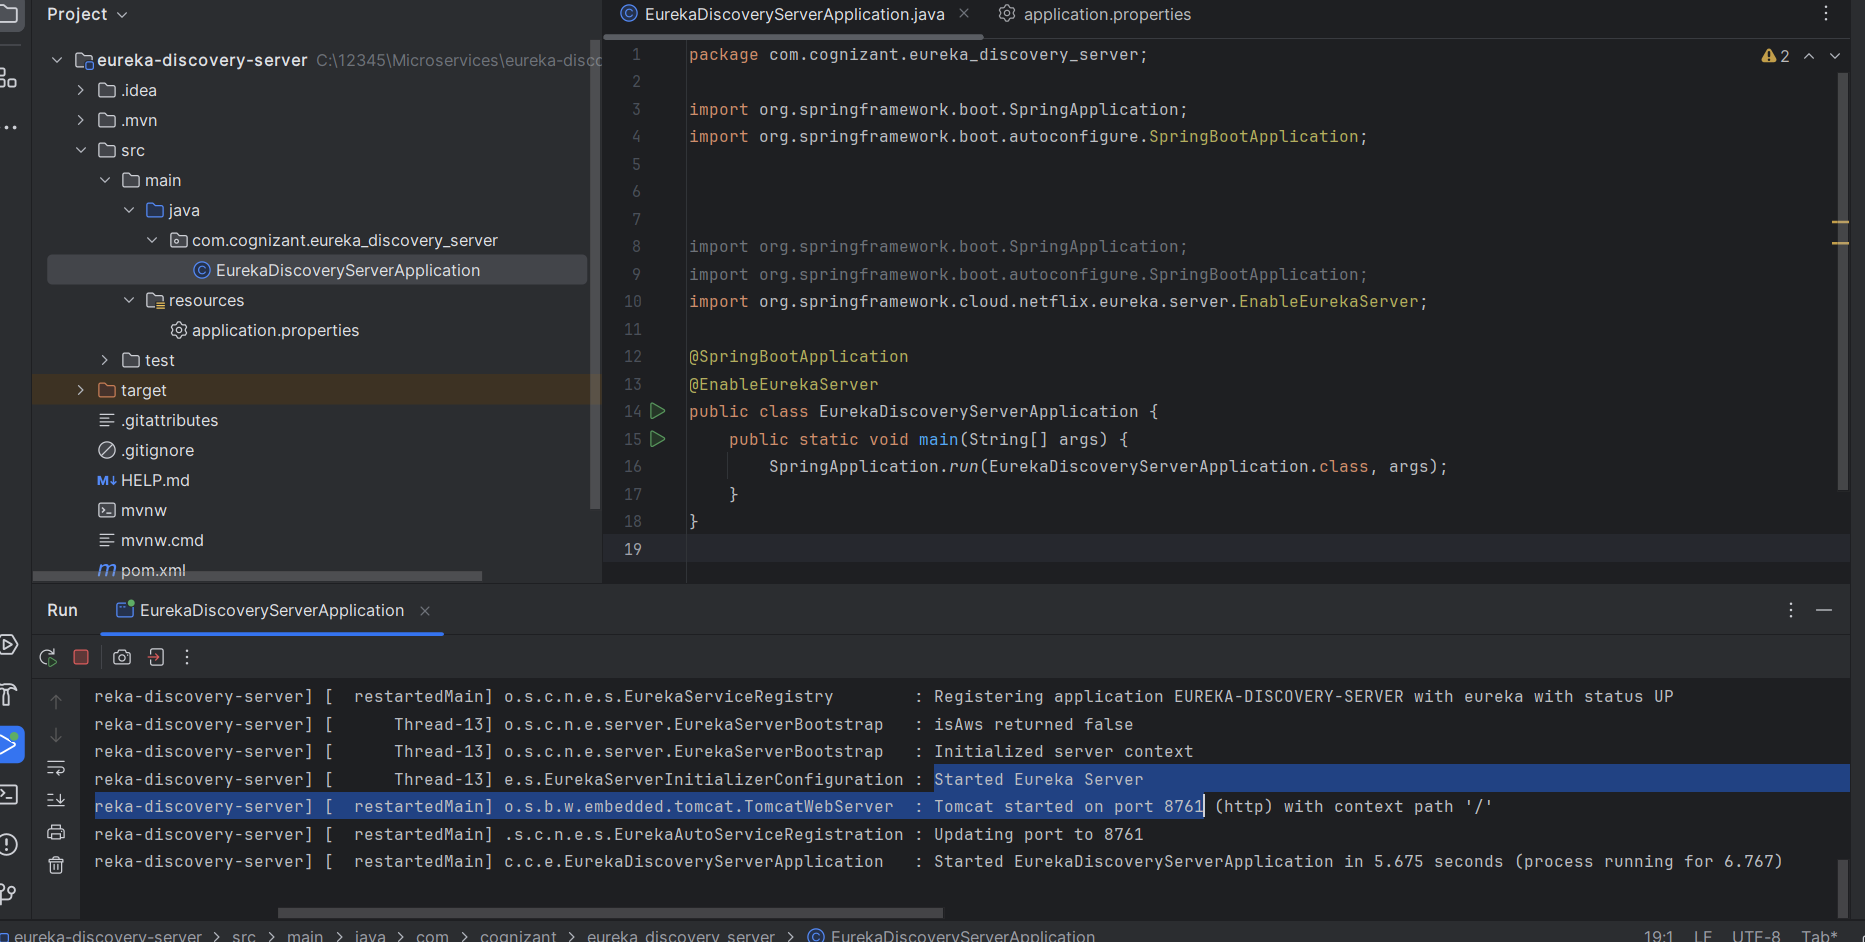 Project
eureka-discovery-server C:\12345\Microservices\eureka-disco
.idea
.mvn
src
main
java
com.cognizant.eureka_discovery_server
EurekaDiscoveryServerApplication
resources
application.properties
test
target
.gitattributes
.gitignore
HELP.md
mvnw
mvnw.cmd
pom.xml
EurekaDiscoveryServerApplication.java
application.properties
2
1 package com.cognizant.eureka_discovery_server;
2
3 import org.springframework.boot.SpringApplication;
4 import org.springframework.boot.autoconfigure.SpringBootApplication;
5
6
7
8 import org.springframework.boot.SpringApplication;
9 import org.springframework.boot.autoconfigure.SpringBootApplication;
10 import org.springframework.cloud.netflix.eureka.server.EnableEurekaServer;
11
12 @SpringBootApplication
13 @EnableEurekaServer
14 public class EurekaDiscoveryServerApplication {
15 public static void main(String[] args) {
16 SpringApplication.run(EurekaDiscoveryServerApplication.class, args);
17 }
18 }
19
Run EurekaDiscoveryServerApplication
reka-discovery-server] [ restartedMain] o.s.c.n.e.s.EurekaServiceRegistry : Registering application EUREKA-DISCOVERY-SERVER with eureka with status UP
reka-discovery-server] [ Thread-13] o.s.c.n.e.server.EurekaServerBootstrap : isAws returned false
reka-discovery-server] [ Thread-13] o.s.c.n.e.server.EurekaServerBootstrap : Initialized server context
reka-discovery-server] [ Thread-13] e.s.EurekaServerInitializerConfiguration : Started Eureka Server
reka-discovery-server] [ restartedMain] o.s.b.w.embedded.tomcat.TomcatWebServer : Tomcat started on port 8761 (http) with context path '/'
reka-discovery-server] [ restartedMain] .s.c.n.e.s.EurekaAutoServiceRegistration : Updating port to 8761
reka-discovery-server] [ restartedMain] c.c.e.EurekaDiscoveryServerApplication : Started EurekaDiscoveryServerApplication in 5.675 seconds (process running for 6.767)
eureka-discovery-server > src > main > java > com > cognizant > eureka_discovery_server > EurekaDiscoveryServerApplication 19:1 LF UTF-8 Tab*